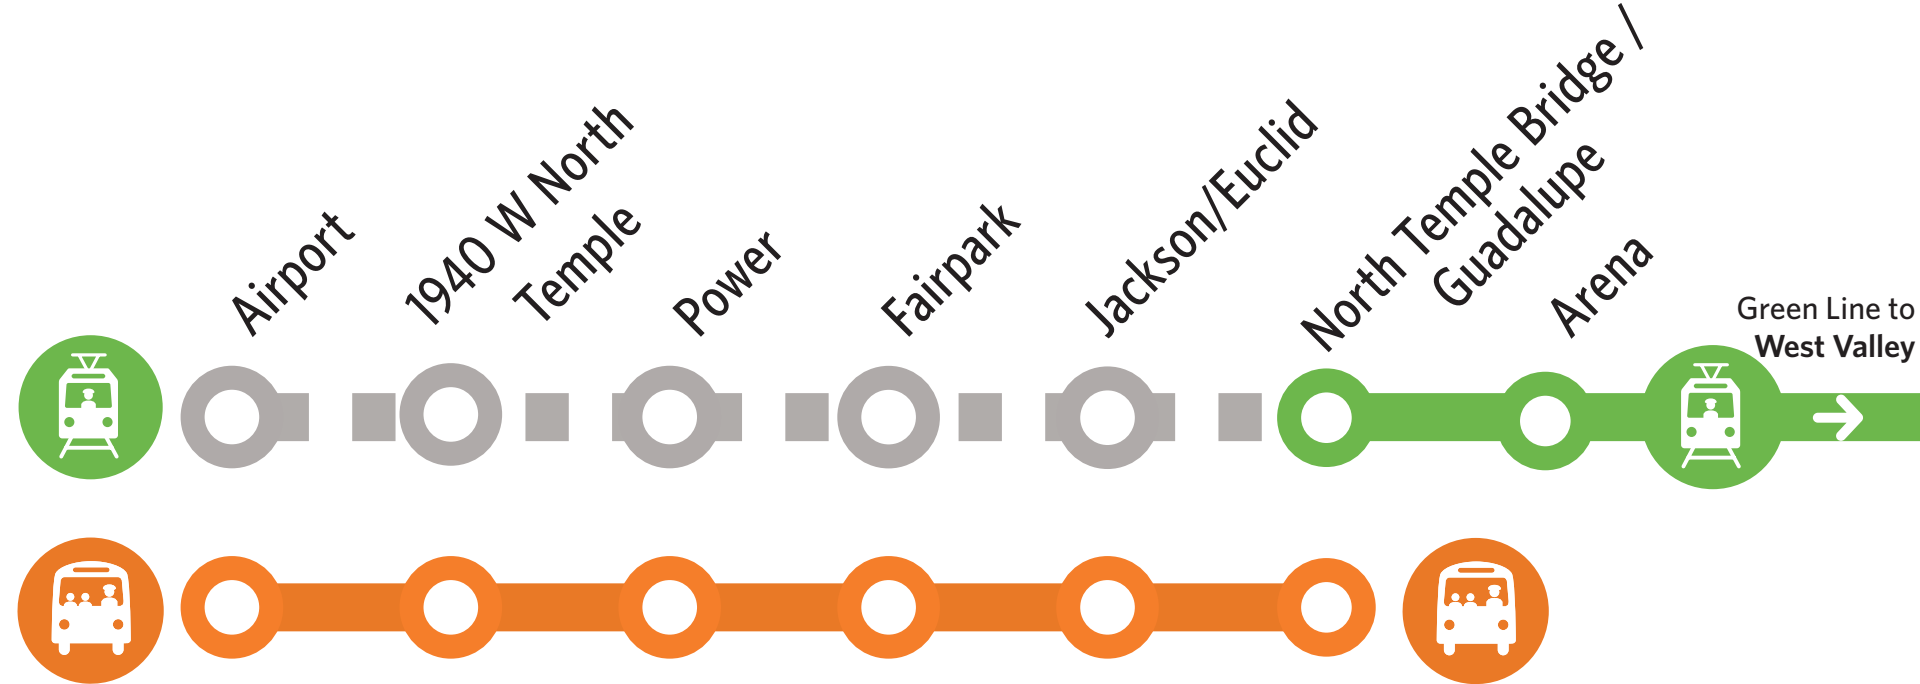 Airport
1940 W North
Temple
Power
Fairpark
Jackson/Euclid
North Temple Bridge /
Guadalupe
Arena
Green Line to
West Valley